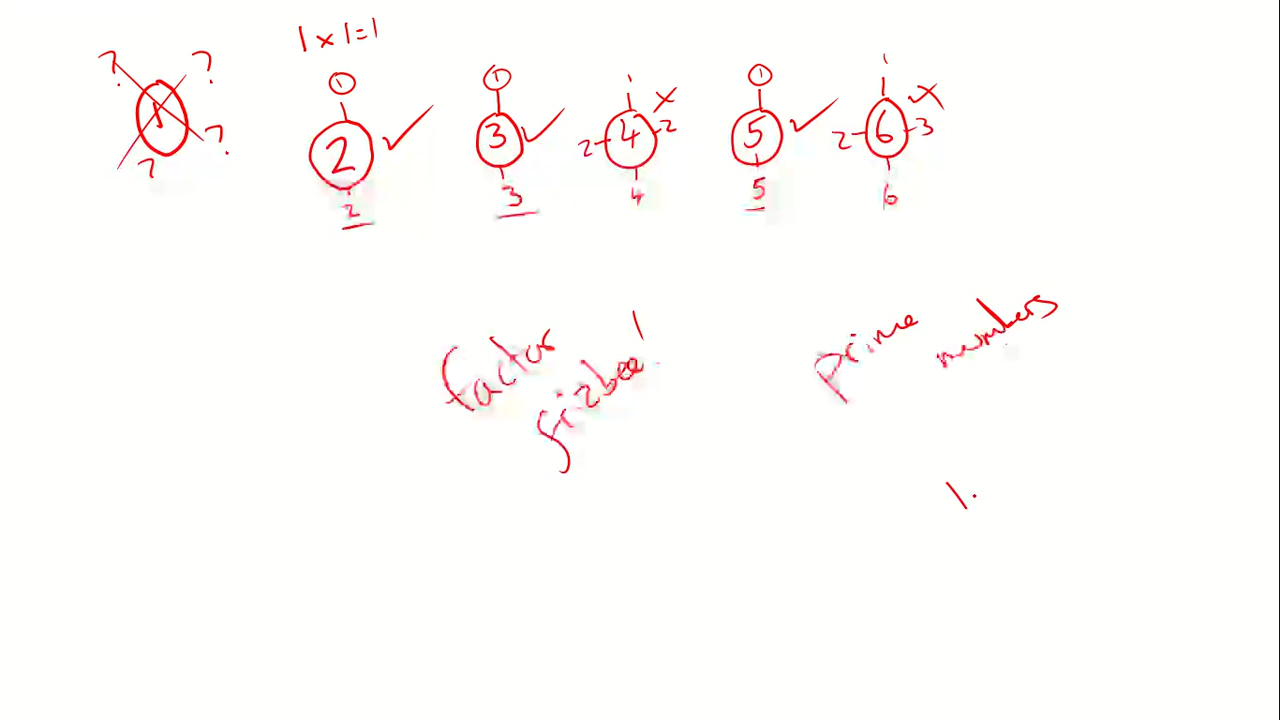 1 x 1 = 1
? ? 1 ? ?
1 2 2
1 3 3
1 2 4 2 4
1 5 5
1 2 6 3 6
factor
prime numbers
1.